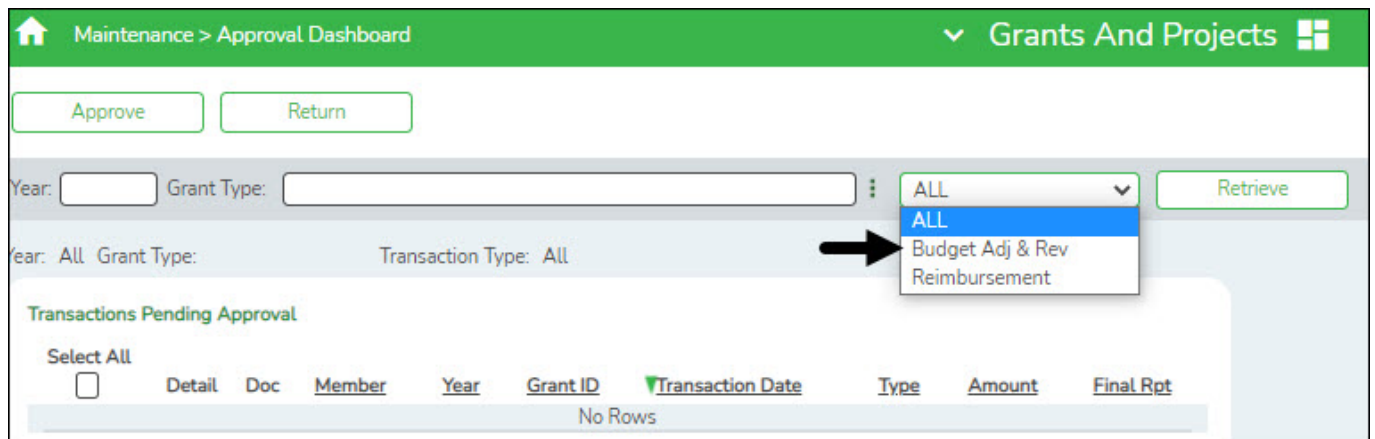 Maintenance > Approval Dashboard
Grants And Projects
Approve
Return
Year:
Grant Type:
ALL
Retrieve
ALL
Budget Adj & Rev
Reimbursement
Year: All Grant Type: Transaction Type: All
Transactions Pending Approval
Select All
Detail Doc Member Year Grant ID Transaction Date Type Amount Final Rpt
No Rows